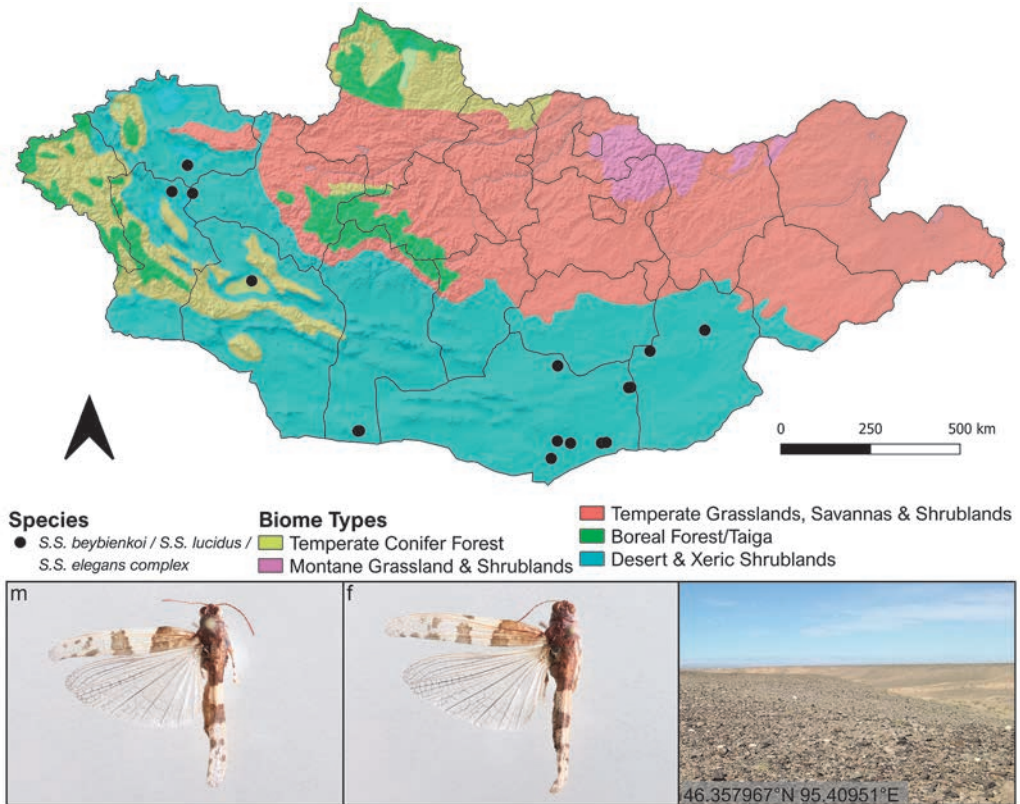 0 250 500 km
Species
S.S. beybienkoi / S.S. lucidus /
S.S. elegans complex
Biome Types
Temperate Conifer Forest
Montane Grassland & Shrublands
Temperate Grasslands, Savannas & Shrublands
Boreal Forest/Taiga
Desert & Xeric Shrublands
m
f
46.357967°N 95.40951°E